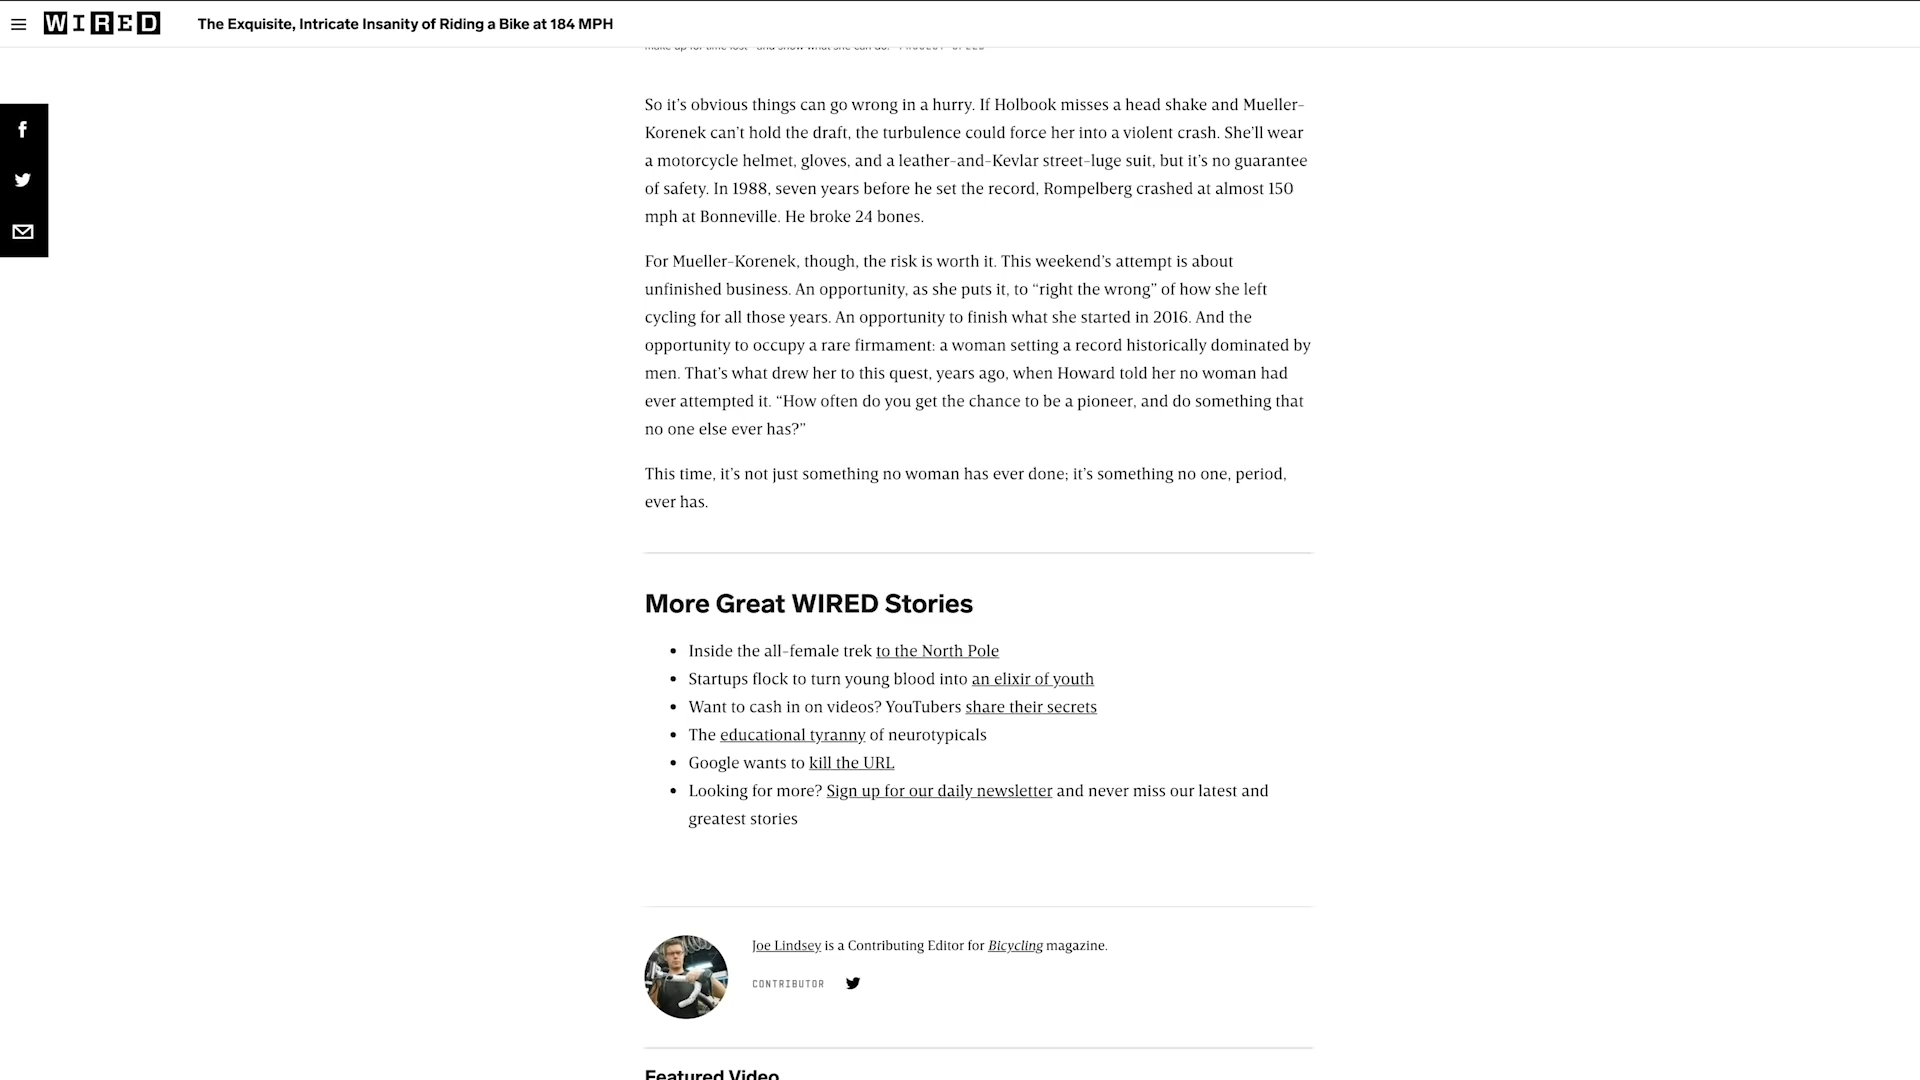 WIRED
The Exquisite, Intricate Insanity of Riding a Bike at 184 MPH
So it’s obvious things can go wrong in a hurry. If Holbook misses a head shake and Mueller-
Korenek can’t hold the draft, the turbulence could force her into a violent crash. She’ll wear
a motorcycle helmet, gloves, and a leather-and-Kevlar street-luge suit, but it’s no guarantee
of safety. In 1988, seven years before he set the record, Rompelberg crashed at almost 150
mph at Bonneville. He broke 24 bones.
For Mueller-Korenek, though, the risk is worth it. This weekend’s attempt is about
unfinished business. An opportunity, as she puts it, to “right the wrong” of how she left
cycling for all those years. An opportunity to finish what she started in 2016. And the
opportunity to occupy a rare firmament: a woman setting a record historically dominated by
men. That’s what drew her to this quest, years ago, when Howard told her no woman had
ever attempted it. “How often do you get the chance to be a pioneer, and do something that
no one else ever has?”
This time, it’s not just something no woman has ever done; it’s something no one, period,
ever has.
More Great WIRED Stories
Inside the all-female trek to the North Pole
Startups flock to turn young blood into an elixir of youth
Want to cash in on videos? YouTubers share their secrets
The educational tyranny of neurotypicals
Google wants to kill the URL
Looking for more? Sign up for our daily newsletter and never miss our latest and
greatest stories
Joe Lindsey is a Contributing Editor for Bicycling magazine.
CONTRIBUTOR
Featured Video